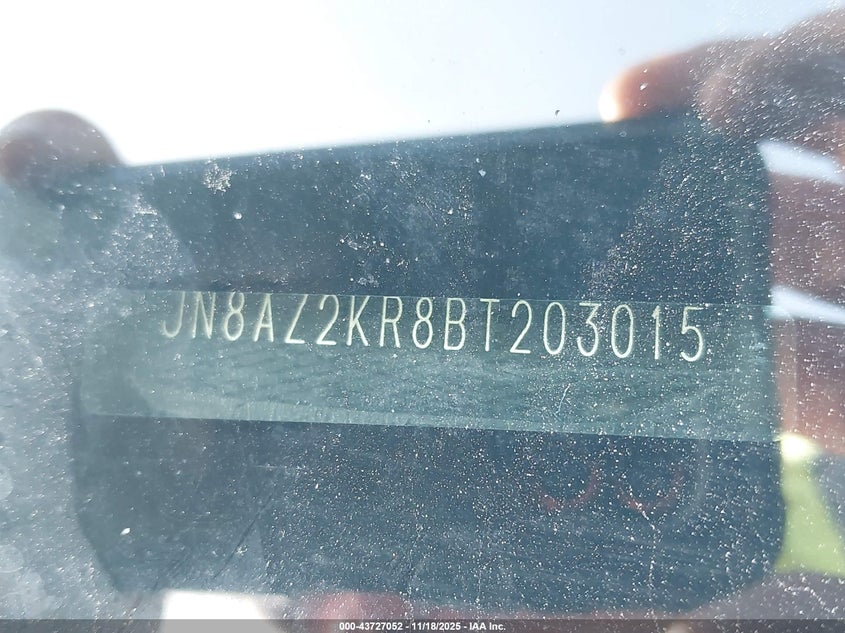 JN8AZ2KR8BT203015
000-43727052 — 11/18/2025 — IAA Inc.